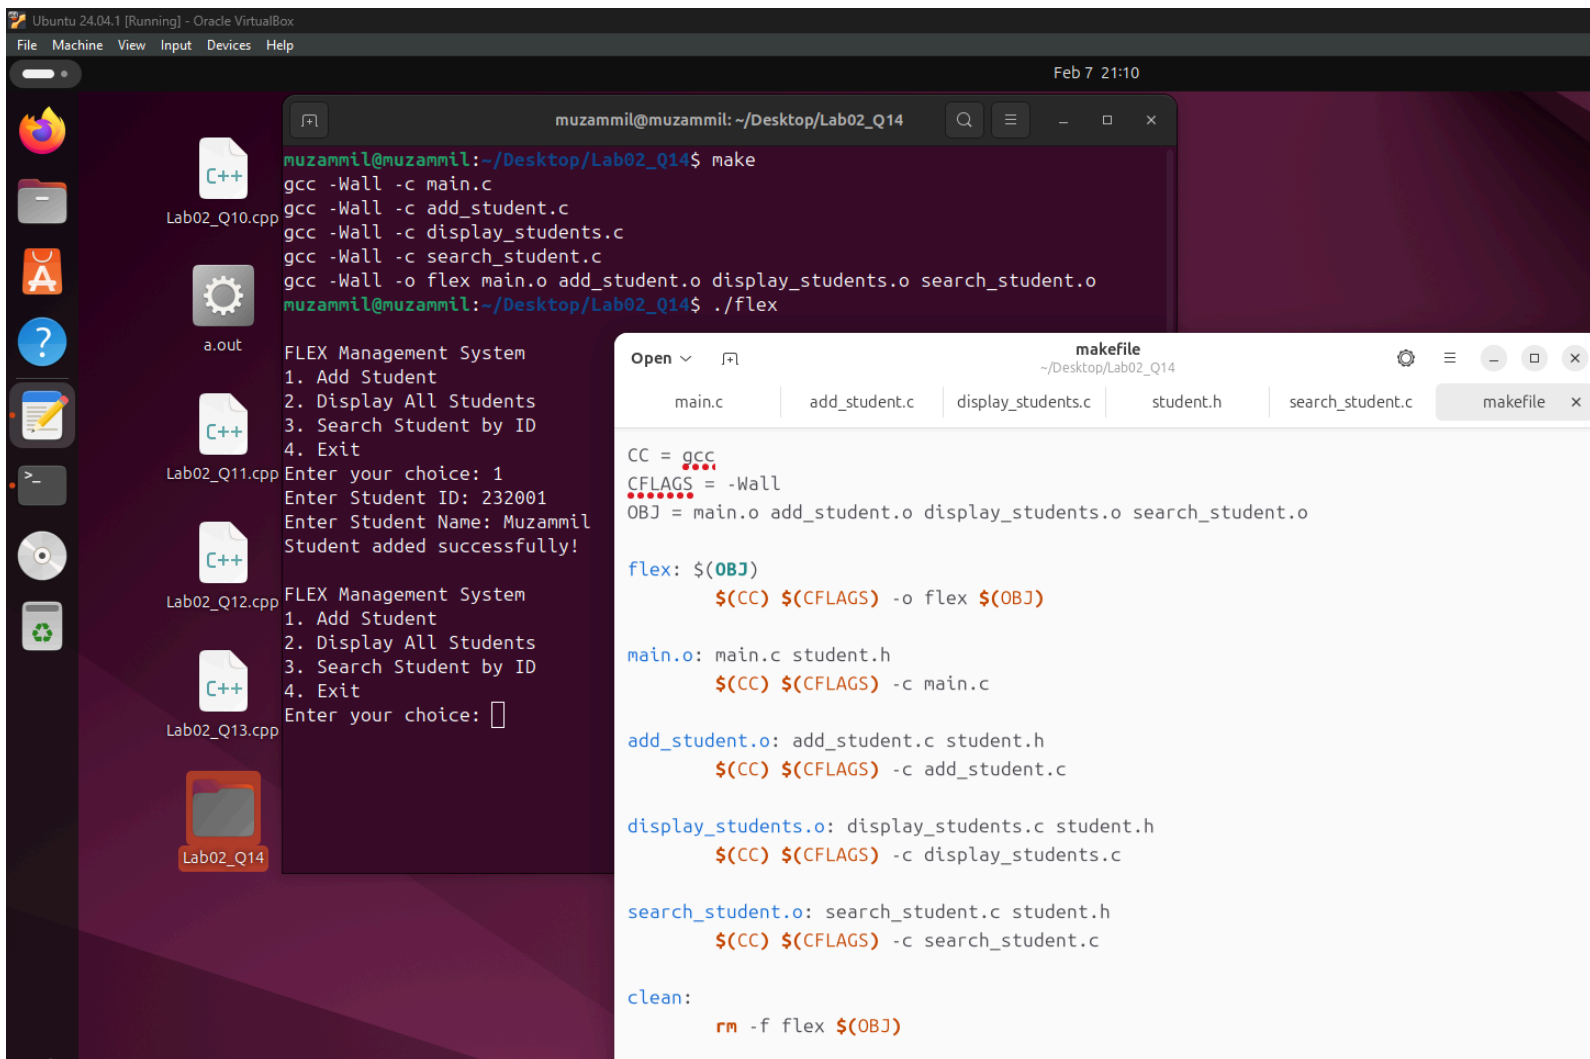 Ubuntu 24.04.1 [Running] - Oracle VirtualBox
File Machine View Input Devices Help
Feb 7 21:10
muzammil@muzammil: ~/Desktop/Lab02_Q14
muzammil@muzammil:~/Desktop/Lab02_Q14$ make
gcc -Wall -c main.c
gcc -Wall -c add_student.c
gcc -Wall -c display_students.c
gcc -Wall -c search_student.c
gcc -Wall -o flex main.o add_student.o display_students.o search_student.o
muzammil@muzammil:~/Desktop/Lab02_Q14$ ./flex
FLEX Management System
1. Add Student
2. Display All Students
3. Search Student by ID
4. Exit
Enter your choice: 1
Enter Student ID: 232001
Enter Student Name: Muzammil
Student added successfully!
FLEX Management System
1. Add Student
2. Display All Students
3. Search Student by ID
4. Exit
Enter your choice:
C++
Lab02_Q10.cpp
a.out
C++
Lab02_Q11.cpp
C++
Lab02_Q12.cpp
C++
Lab02_Q13.cpp
Lab02_Q14
Open
makefile
~/Desktop/Lab02_Q14
main.c add_student.c display_students.c student.h search_student.c makefile
CC = gcc
CFLAGS = -Wall
OBJ = main.o add_student.o display_students.o search_student.o
flex: $(OBJ)
$(CC) $(CFLAGS) -o flex $(OBJ)
main.o: main.c student.h
$(CC) $(CFLAGS) -c main.c
add_student.o: add_student.c student.h
$(CC) $(CFLAGS) -c add_student.c
display_students.o: display_students.c student.h
$(CC) $(CFLAGS) -c display_students.c
search_student.o: search_student.c student.h
$(CC) $(CFLAGS) -c search_student.c
clean:
rm -f flex $(OBJ)